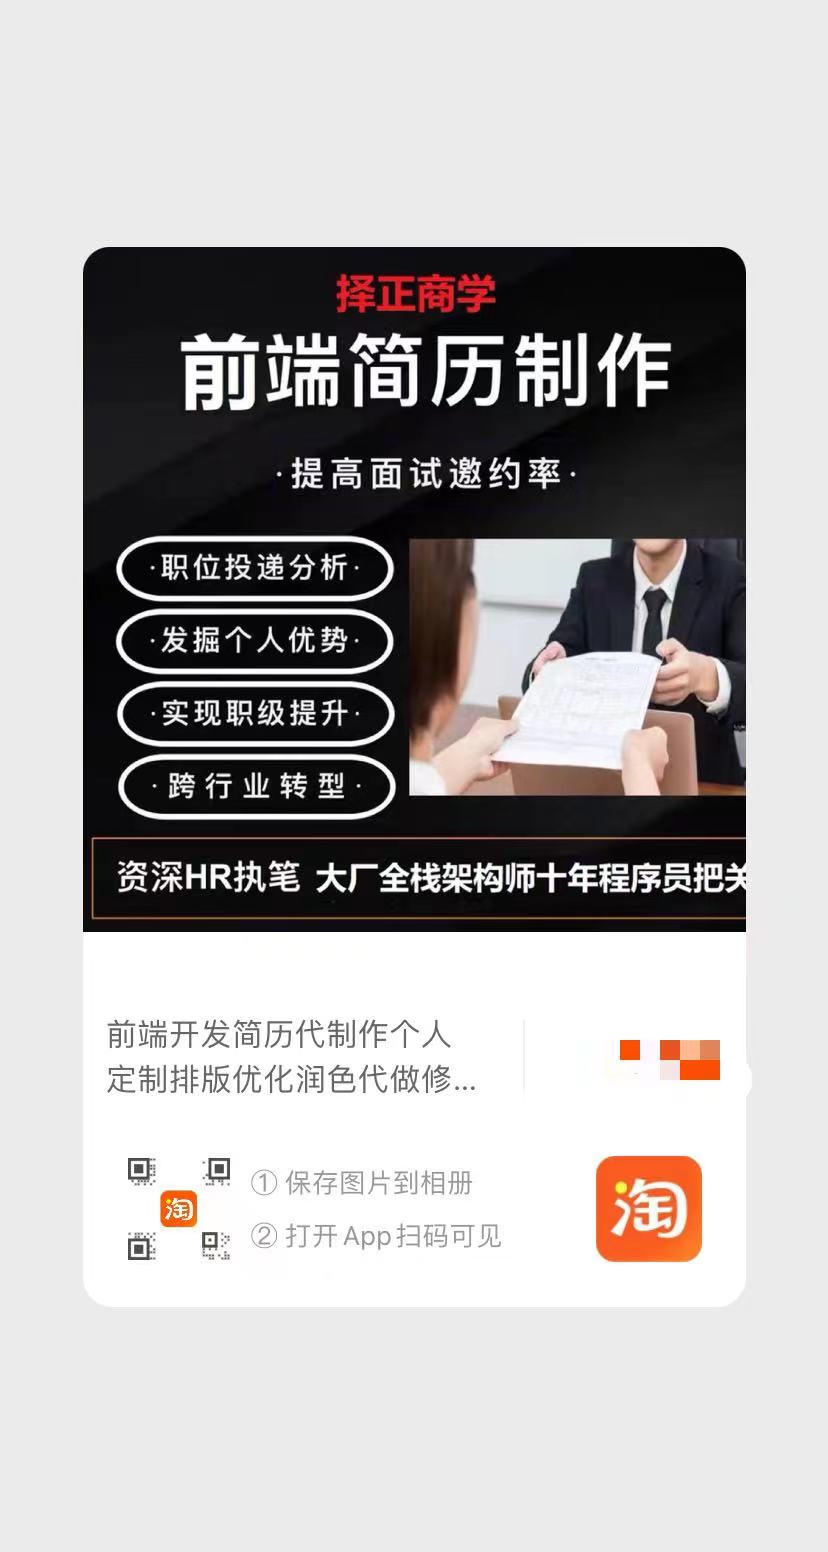 择正商学
前端简历制作
·提高面试邀约率·
·职位投递分析·
·发掘个人优势·
·实现职级提升·
·跨行业转型·
资深HR执笔 大厂全栈架构师十年程序员把关
前端开发简历代制作个人
定制排版优化润色代做修...
淘
① 保存图片到相册
② 打开App扫码可见
淘